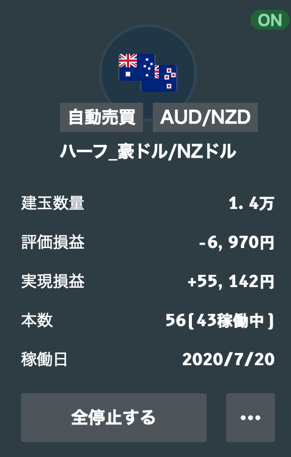 ON
自動売買 AUD/NZD
ハーフ_豪ドル/NZドル
建玉数量 1.4万
評価損益 -6,970円
実現損益 +55,142円
本数 56[43稼働中]
稼働日 2020/7/20
全停止する •••